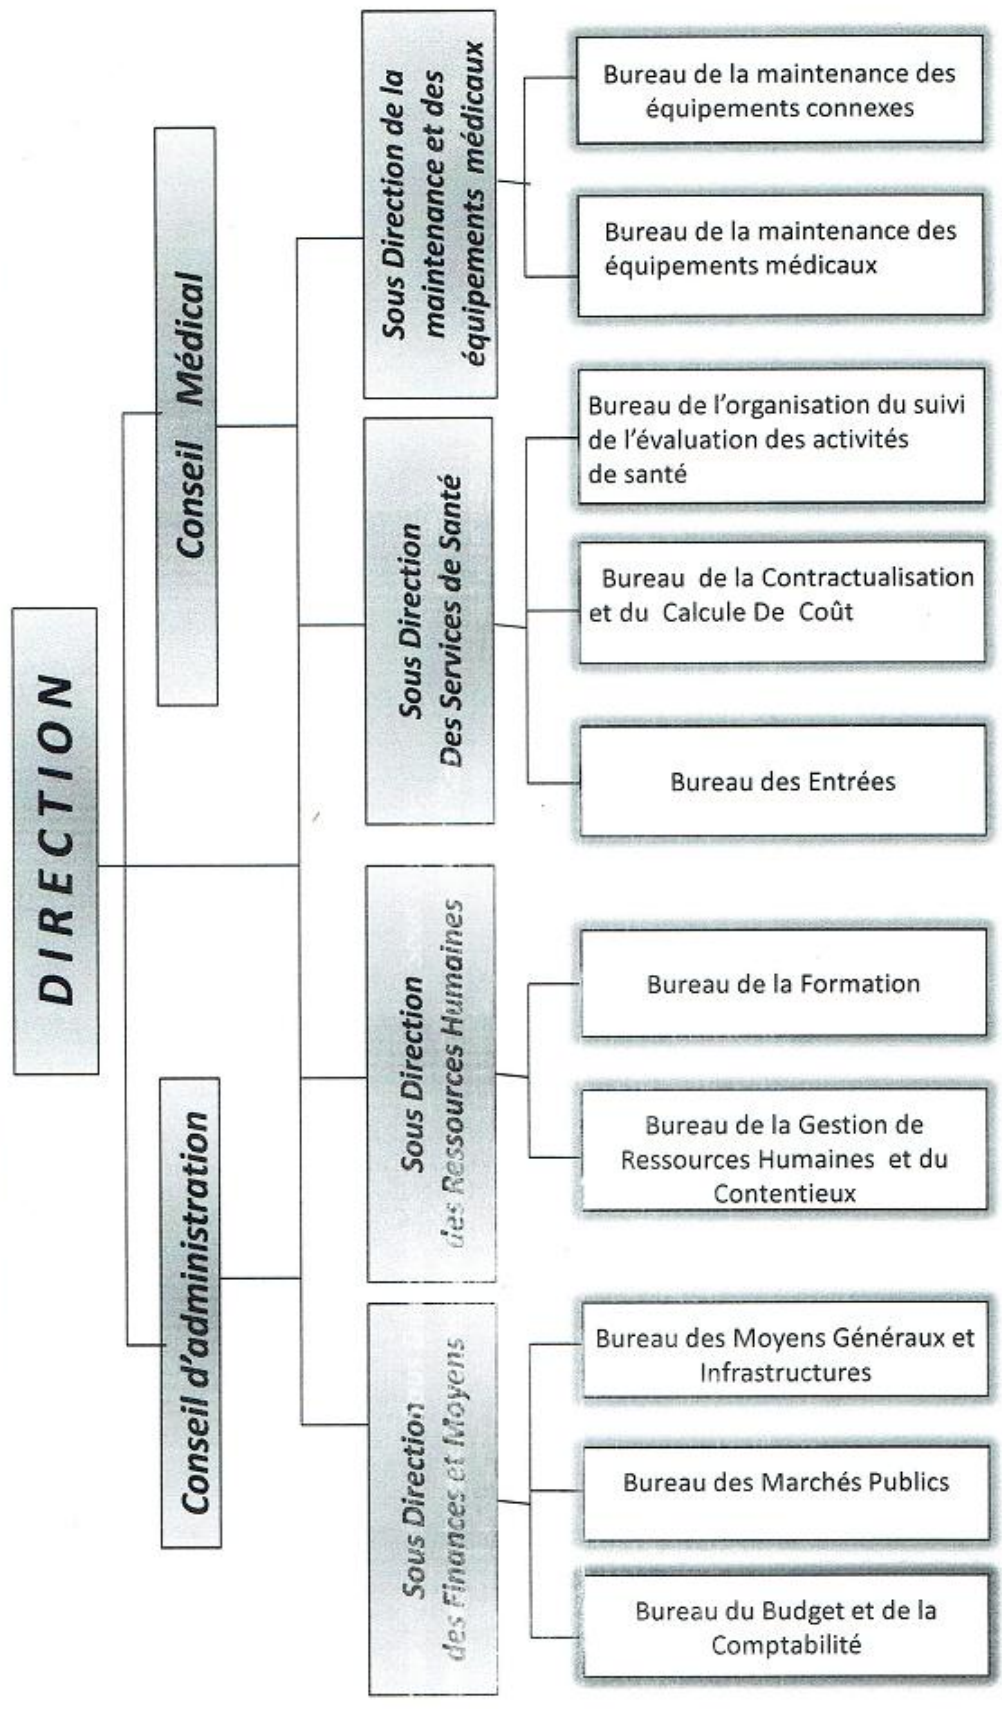 DIRECTION
Conseil d'administration
Conseil Médical
Sous Direction
des Finances et Moyens
Sous Direction
des Ressources Humaines
Sous Direction
Des Services de Santé
Sous Direction de la
maintenance et des
équipements médicaux
Bureau du Budget et de la
Comptabilité
Bureau des Marchés Publics
Bureau des Moyens Généraux et
Infrastructures
Bureau de la Gestion de
Ressources Humaines et du
Contentieux
Bureau de la Formation
Bureau des Entrées
Bureau de la Contractualisation
et du Calcule De Coût
Bureau de l'organisation du suivi
de l'évaluation des activités
de santé
Bureau de la maintenance des
équipements médicaux
Bureau de la maintenance des
équipements connexes